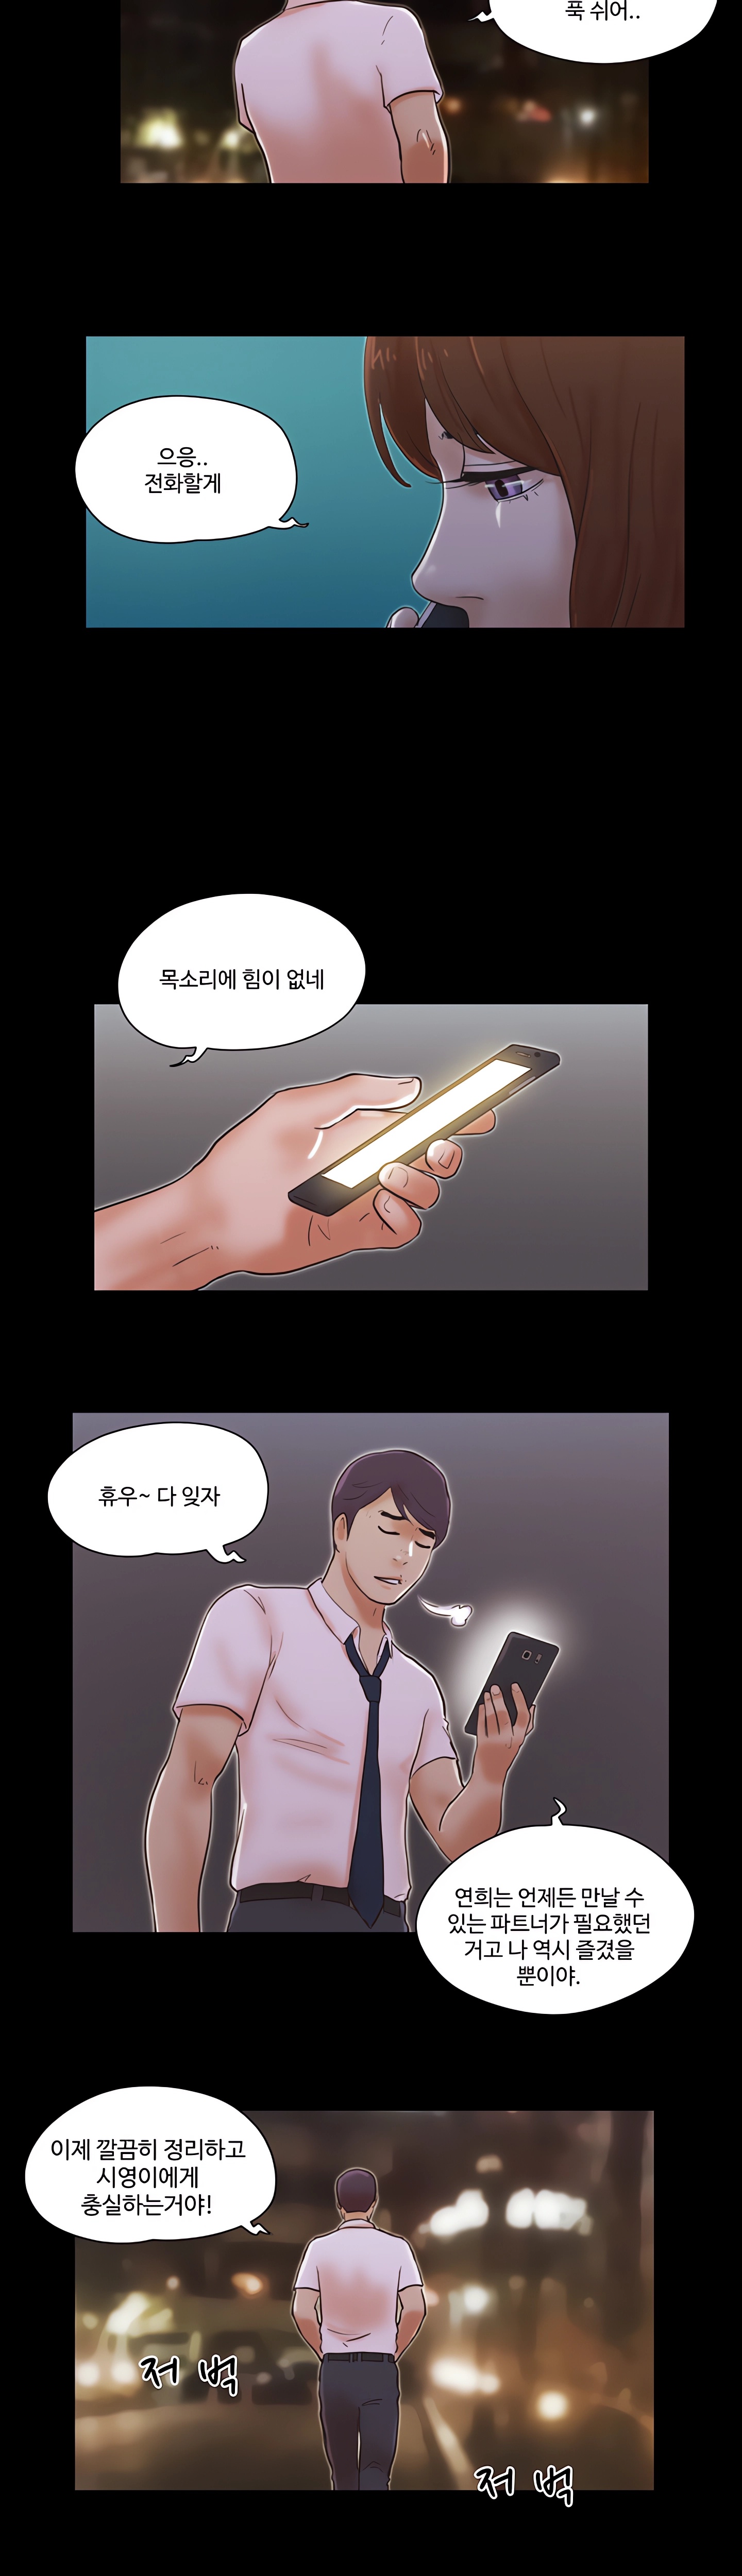 푹 쉬어..
으응..
전화할게
목소리에 힘이 없네
휴우~ 다 잊자
연희는 언제든 만날 수
있는 파트너가 필요했던
거고 나 역시 즐겼을
뿐이야.
이제 깔끔히 정리하고
시영이에게
충실하는거야!
저 벅
저 벅